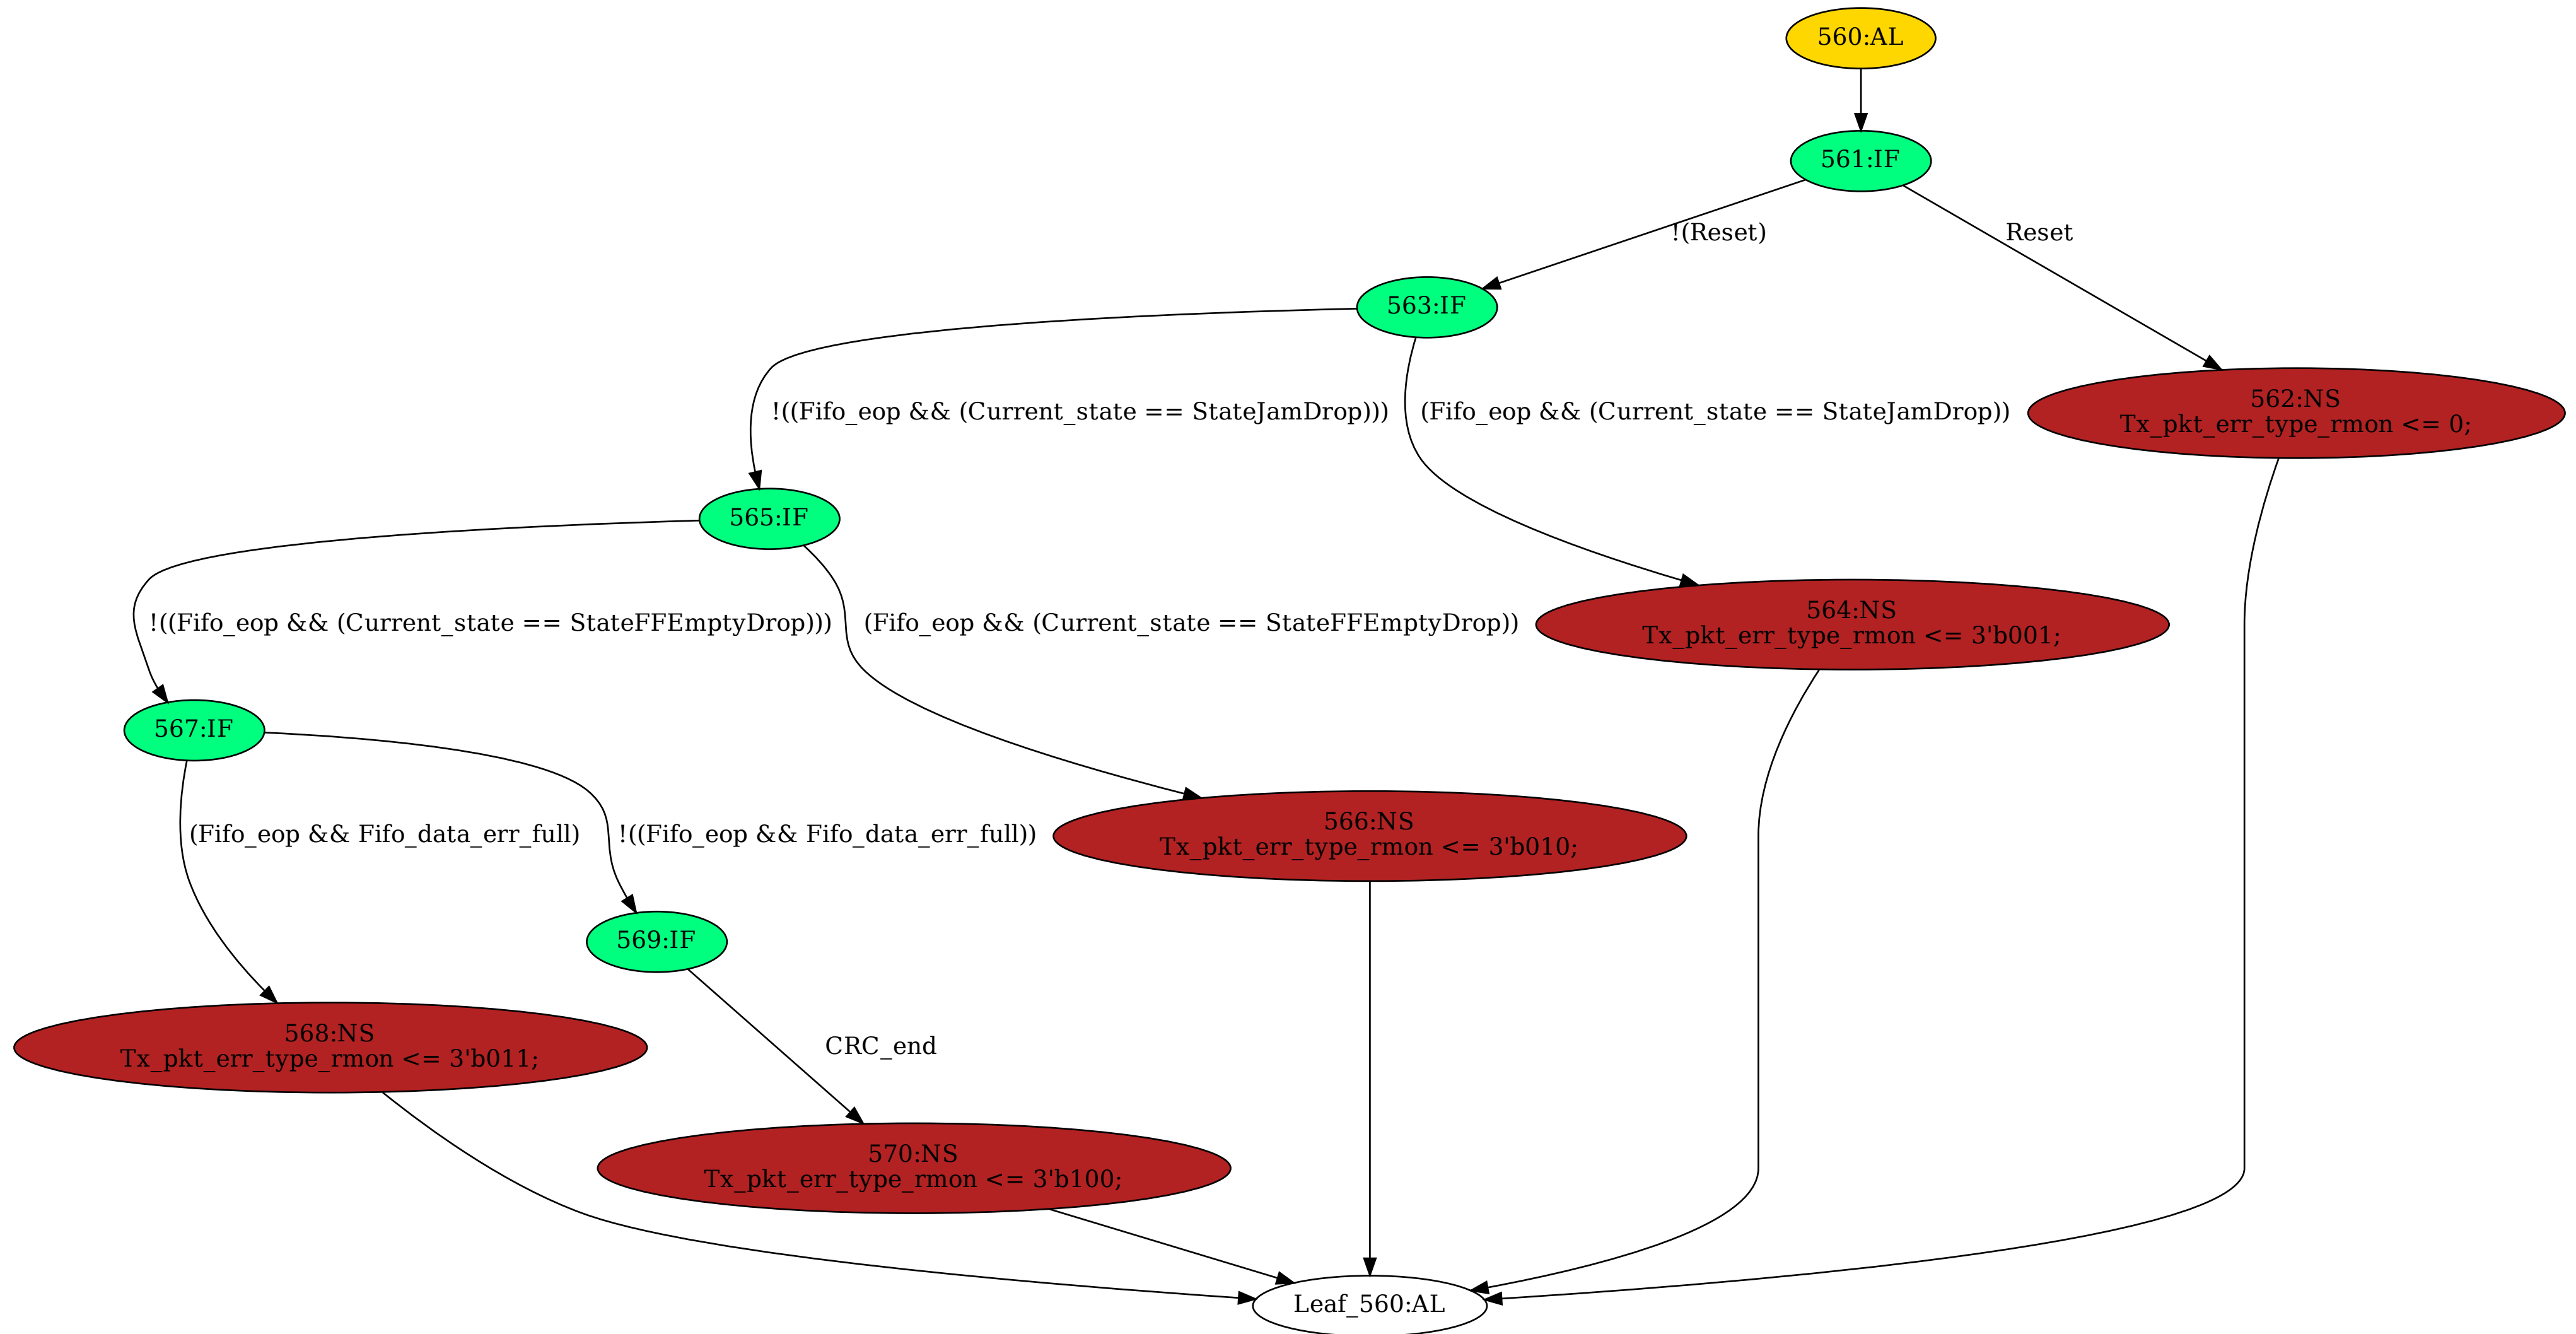 560:AL
561:IF
!(Reset)
Reset
563:IF
!((Fifo_eop && (Current_state == StateJamDrop)))
(Fifo_eop && (Current_state == StateJamDrop))
562:NS
Tx_pkt_err_type_rmon <= 0;
565:IF
!((Fifo_eop && (Current_state == StateFFEmptyDrop)))
(Fifo_eop && (Current_state == StateFFEmptyDrop))
564:NS
Tx_pkt_err_type_rmon <= 3'b001;
567:IF
(Fifo_eop && Fifo_data_err_full)
!((Fifo_eop && Fifo_data_err_full))
566:NS
Tx_pkt_err_type_rmon <= 3'b010;
569:IF
568:NS
Tx_pkt_err_type_rmon <= 3'b011;
CRC_end
570:NS
Tx_pkt_err_type_rmon <= 3'b100;
Leaf_560:AL